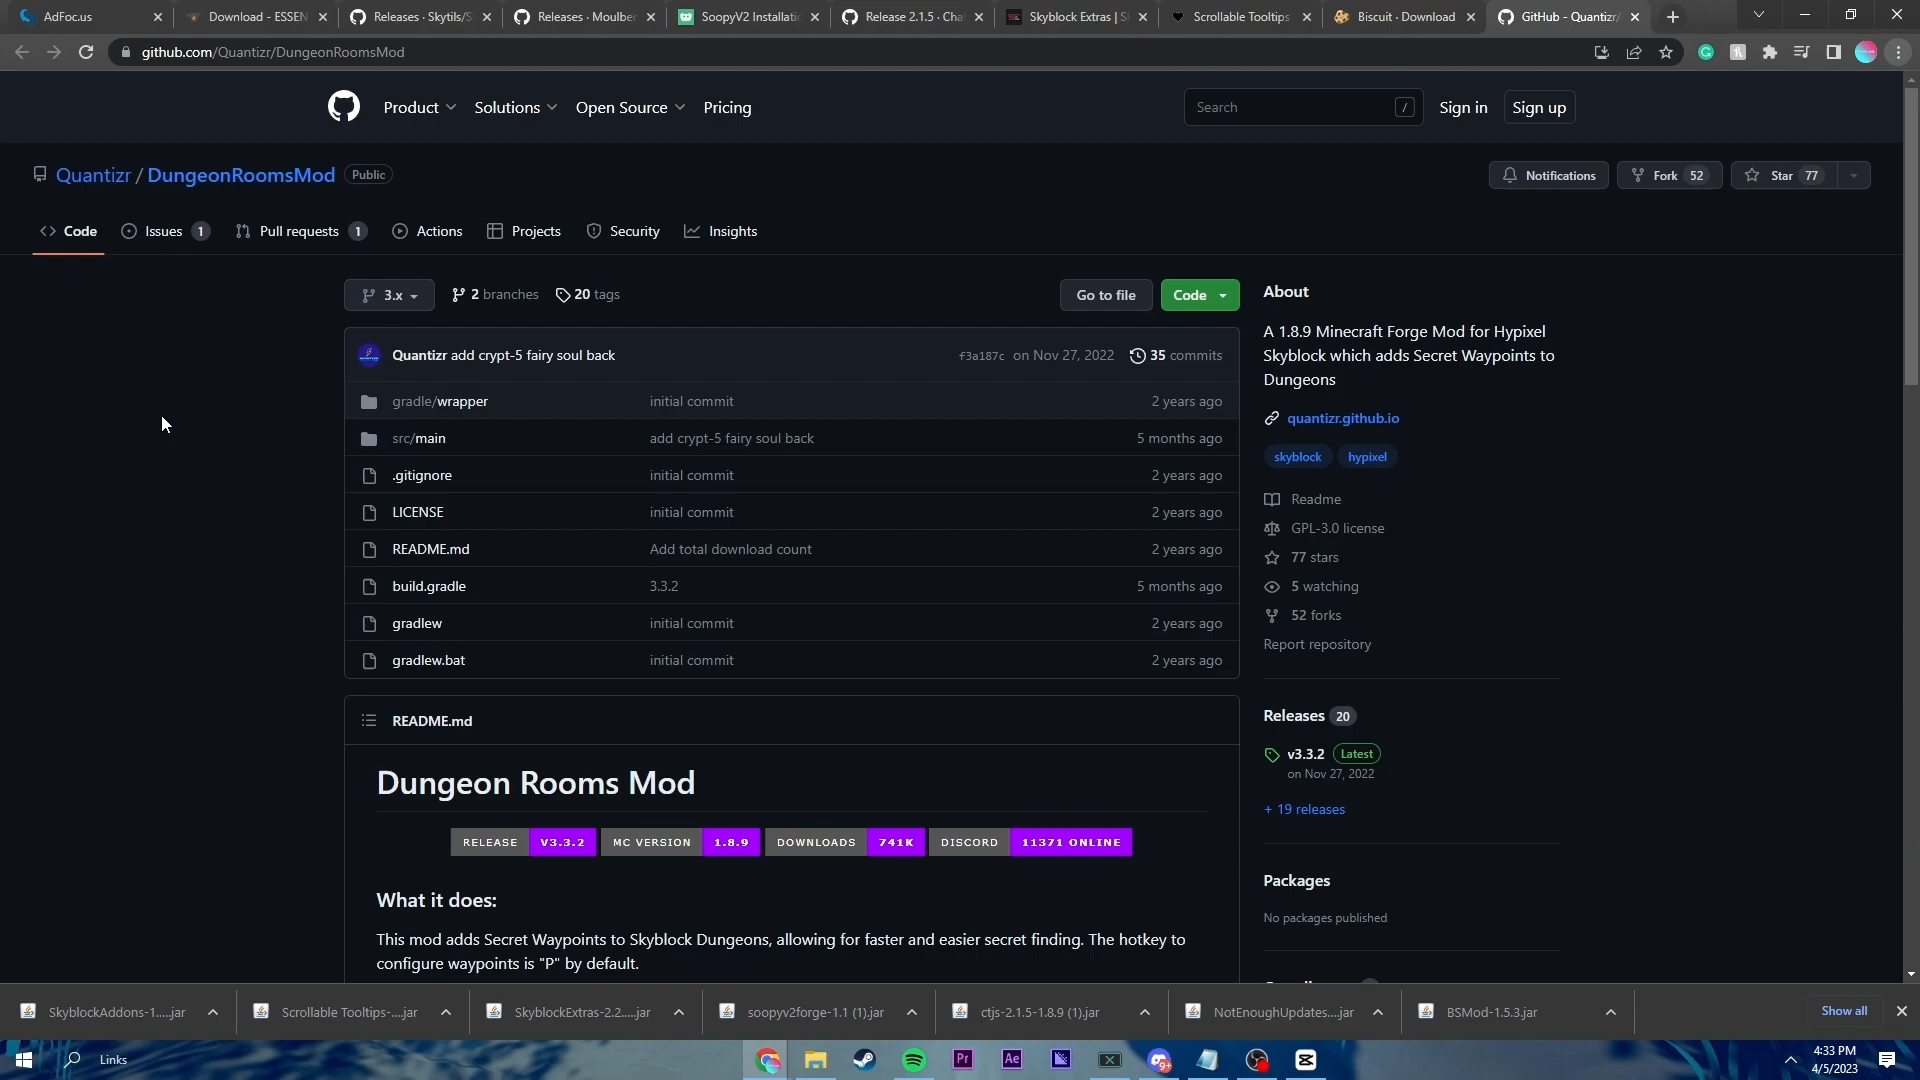 AdFoc.us
Download - ESSEN
Releases · Skytils/S
Releases · Moulber
SoopyV2 Installatio
Release 2.1.5 · Cha
Skyblock Extras | S
Scrollable Tooltips
Biscuit · Download
GitHub - Quantizr/
github.com/Quantizr/DungeonRoomsMod
Product
Solutions
Open Source
Pricing
Search /
Sign in
Sign up
Quantizr / DungeonRoomsMod Public
Notifications
Fork 52
Star 77
Code
Issues 1
Pull requests 1
Actions
Projects
Security
Insights
3.x
2 branches
20 tags
Go to file
Code
Quantizr add crypt-5 fairy soul back f3a187c on Nov 27, 2022 35 commits
gradle/wrapper initial commit 2 years ago
src/main add crypt-5 fairy soul back 5 months ago
.gitignore initial commit 2 years ago
LICENSE initial commit 2 years ago
README.md Add total download count 2 years ago
build.gradle 3.3.2 5 months ago
gradlew initial commit 2 years ago
gradlew.bat initial commit 2 years ago
README.md
Dungeon Rooms Mod
RELEASE V3.3.2 MC VERSION 1.8.9 DOWNLOADS 741K DISCORD 11371 ONLINE
What it does:
This mod adds Secret Waypoints to Skyblock Dungeons, allowing for faster and easier secret finding. The hotkey to
configure waypoints is "P" by default.
About
A 1.8.9 Minecraft Forge Mod for Hypixel
Skyblock which adds Secret Waypoints to
Dungeons
quantizr.github.io
skyblock hypixel
Readme
GPL-3.0 license
77 stars
5 watching
52 forks
Report repository
Releases 20
v3.3.2 Latest
on Nov 27, 2022
+ 19 releases
Packages
No packages published
SkyblockAddons-1.....jar
Scrollable Tooltips-....jar
SkyblockExtras-2.2.....jar
soopyv2forge-1.1 (1).jar
ctjs-2.1.5-1.8.9 (1).jar
NotEnoughUpdates....jar
BSMod-1.5.3.jar
Show all
Links
Pr
Ae
9+
4:33 PM
4/5/2023